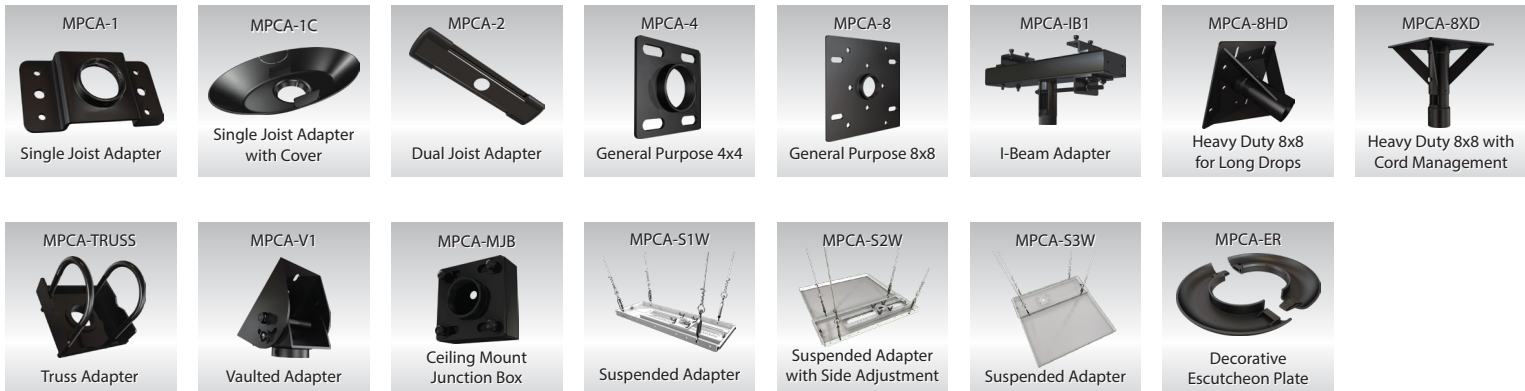 MPCA-1
Single Joist Adapter
MPCA-1C
Single Joist Adapter
with Cover
MPCA-2
Dual Joist Adapter
MPCA-4
General Purpose 4x4
MPCA-8
General Purpose 8x8
MPCA-IB1
I-Beam Adapter
MPCA-8HD
Heavy Duty 8x8
for Long Drops
MPCA-8XD
Heavy Duty 8x8 with
Cord Management
MPCA-TRUSS
Truss Adapter
MPCA-V1
Vaulted Adapter
MPCA-MJB
Ceiling Mount
Junction Box
MPCA-S1W
Suspended Adapter
MPCA-S2W
Suspended Adapter
with Side Adjustment
MPCA-S3W
Suspended Adapter
MPCA-ER
Decorative
Escutcheon Plate